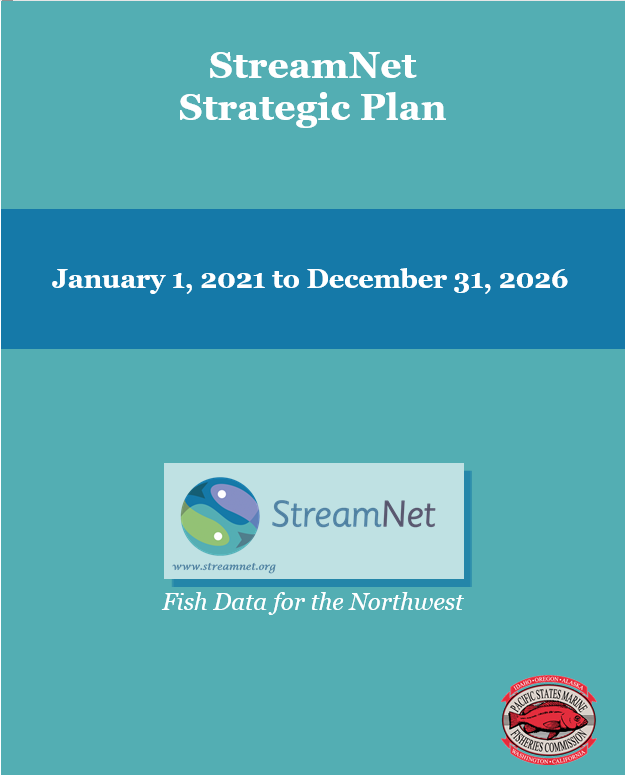 StreamNet
Strategic Plan
January 1, 2021 to December 31, 2026
StreamNet
www.streamnet.org
Fish Data for the Northwest
IDAHO • OREGON • ALASKA
PACIFIC STATES MARINE
FISHERIES COMMISSION
WASHINGTON • CALIFORNIA